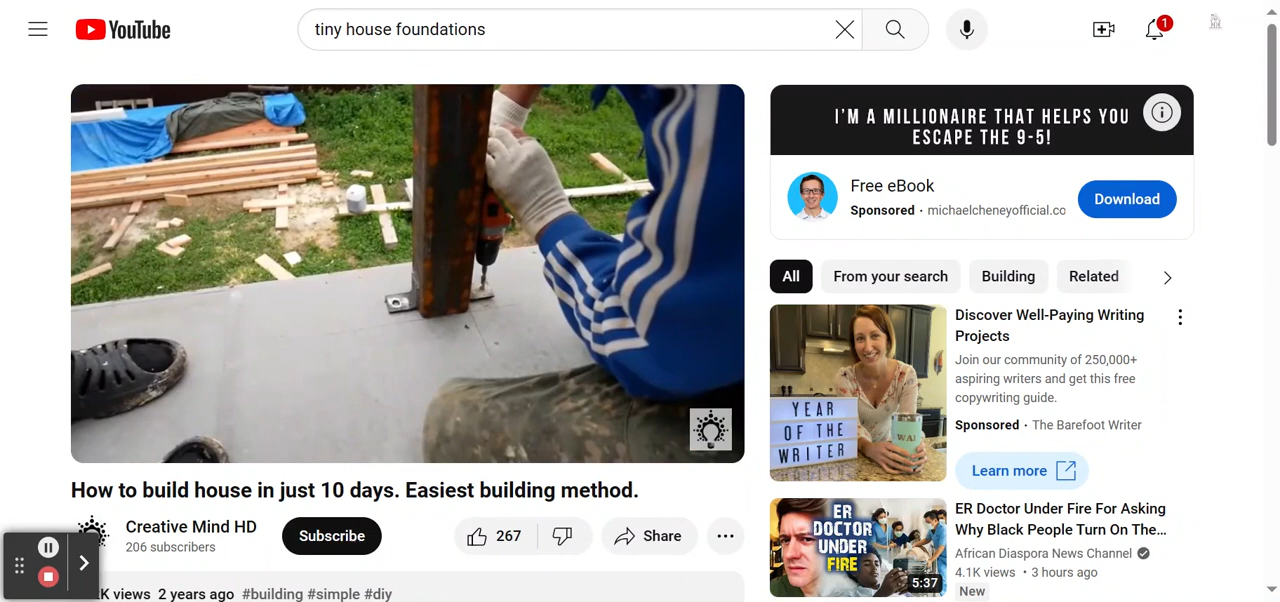 YouTube
tiny house foundations
1
I'M A MILLIONAIRE THAT HELPS YOU
ESCAPE THE 9-5!
Free eBook
Sponsored · michaelcheneyofficial.co
Download
All
From your search
Building
Related
Discover Well-Paying Writing
Projects
Join our community of 250,000+
aspiring writers and get this free
copywriting guide.
Sponsored · The Barefoot Writer
Learn more
YEAR
OF THE
WRITER
WAI
How to build house in just 10 days. Easiest building method.
Creative Mind HD
206 subscribers
Subscribe
267
Share
ER
DOCTOR
UNDER
FIRE
5:37
ER Doctor Under Fire For Asking
Why Black People Turn On The...
African Diaspora News Channel
4.1K views • 3 hours ago
New
K views 2 years ago #building #simple #diy